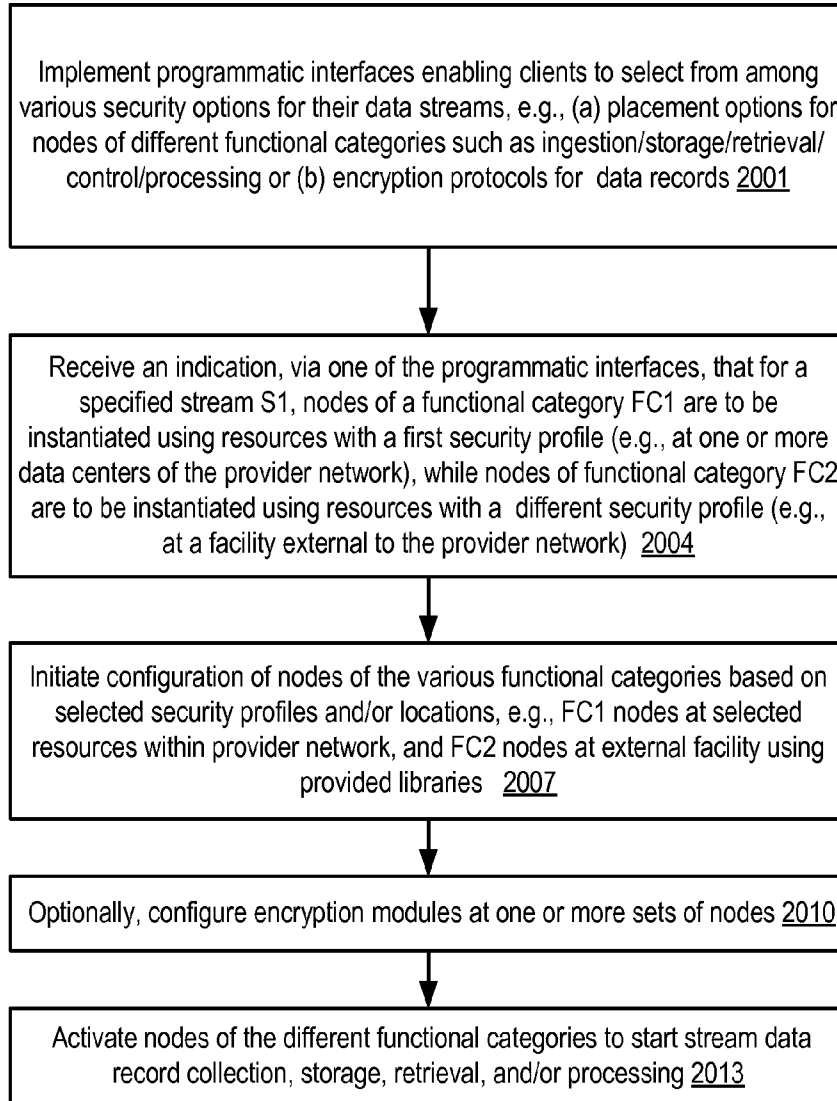 Implement programmatic interfaces enabling clients to select from among
various security options for their data streams, e.g., (a) placement options for
nodes of different functional categories such as ingestion/storage/retrieval/
control/processing or (b) encryption protocols for data records 2001
Receive an indication, via one of the programmatic interfaces, that for a
specified stream S1, nodes of a functional category FC1 are to be
instantiated using resources with a first security profile (e.g., at one or more
data centers of the provider network), while nodes of functional category FC2
are to be instantiated using resources with a different security profile (e.g.,
at a facility external to the provider network) 2004
Initiate configuration of nodes of the various functional categories based on
selected security profiles and/or locations, e.g., FC1 nodes at selected
resources within provider network, and FC2 nodes at external facility using
provided libraries 2007
Optionally, configure encryption modules at one or more sets of nodes 2010
Activate nodes of the different functional categories to start stream data
record collection, storage, retrieval, and/or processing 2013